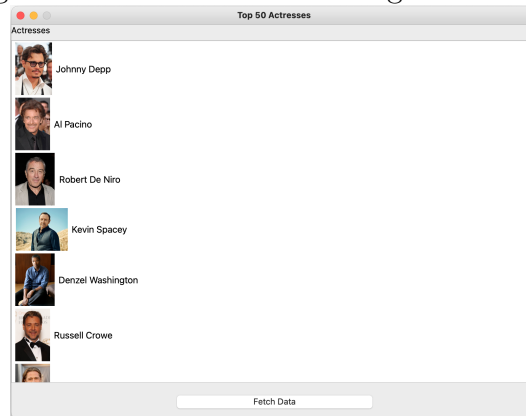 Top 50 Actresses
Actresses
Johnny Depp
Al Pacino
Robert De Niro
Kevin Spacey
Denzel Washington
Russell Crowe
Fetch Data